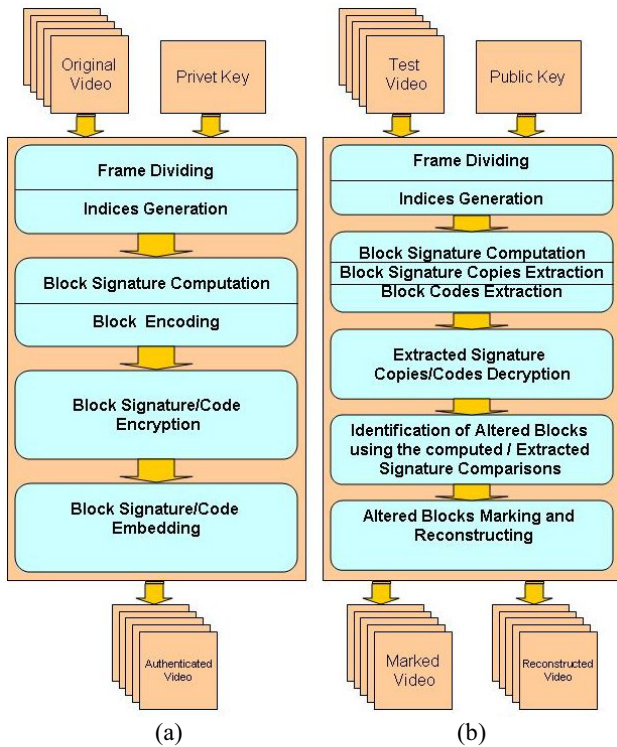 Original
Video
Privet Key
Frame Dividing
Indices Generation
Block Signature Computation
Block Encoding
Block Signature/Code
Encryption
Block Signature/Code
Embedding
Authenticated
Video
(a)
Test
Video
Public Key
Frame Dividing
Indices Generation
Block Signature Computation
Block Signature Copies Extraction
Block Codes Extraction
Extracted Signature
Copies/Codes Decryption
Identification of Altered Blocks
using the computed / Extracted
Signature Comparisons
Altered Blocks Marking and
Reconstructing
Marked
Video
Reconstructed
Video
(b)